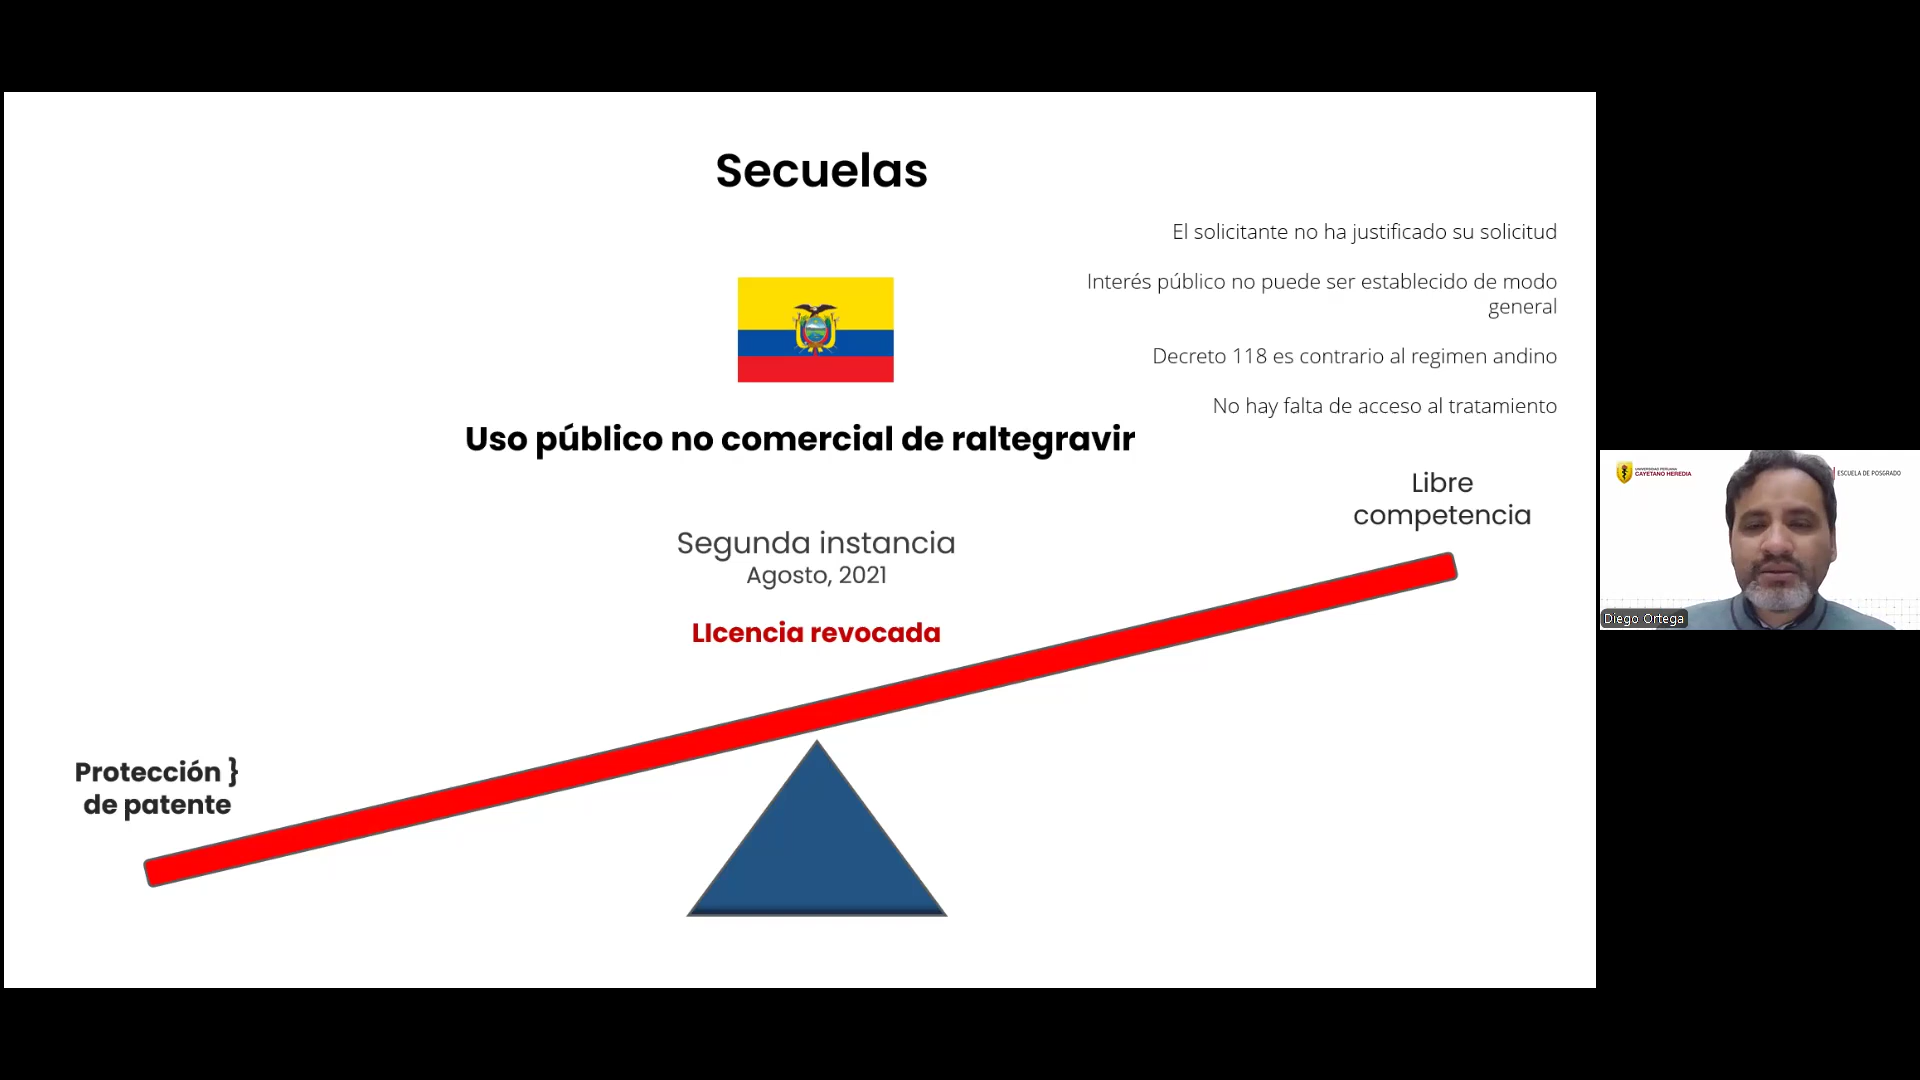 Secuelas
El solicitante no ha justificado su solicitud
Interés público no puede ser establecido de modo
general
Decreto 118 es contrario al regimen andino
No hay falta de acceso al tratamiento
Uso público no comercial de raltegravir
Libre
competencia
Segunda instancia
Agosto, 2021
LIcencia revocada
Protección }
de patente
UNIVERSIDAD PERUANA
CAYETANO HEREDIA
ESCUELA DE POSGRADO
Diego Ortega